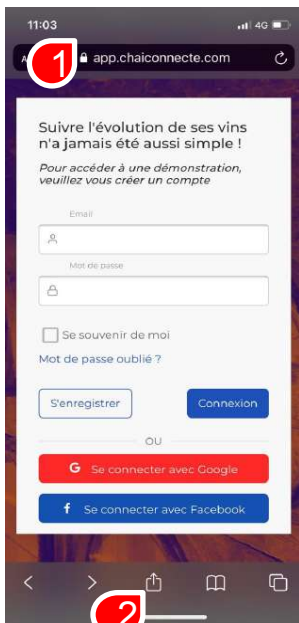 11:03
4G
1
app.chaiconnecte.com
Suivre l'évolution de ses vins
n'a jamais été aussi simple !
Pour accéder à une démonstration,
veuillez vous créer un compte
Email
Mot de passe
Se souvenir de moi
Mot de passe oublié ?
S'enregistrer
Connexion
OU
G Se connecter avec Google
f Se connecter avec Facebook
2